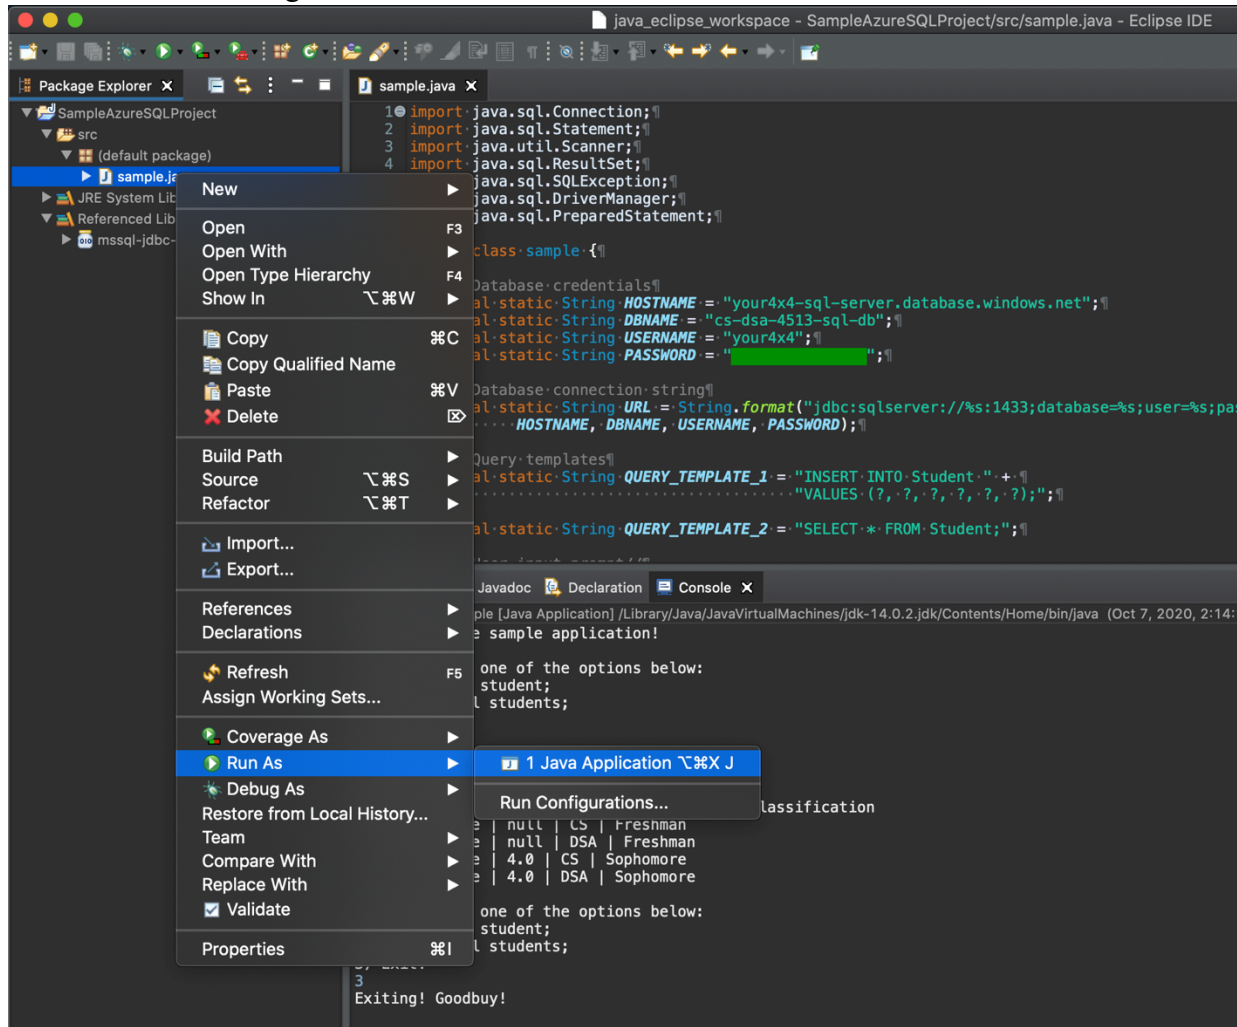 java_eclipse_workspace - SampleAzureSQLProject/src/sample.java - Eclipse IDE
Package Explorer
sample.java
SampleAzureSQLProject
src
(default package)
sample.ja
JRE System Lib
Referenced Lib
mssql-jdbc-
1 import java.sql.Connection;
2 import java.sql.Statement;
3 import java.util.Scanner;
4 import java.sql.ResultSet;
java.sql.SQLException;
java.sql.DriverManager;
java.sql.PreparedStatement;
class sample {
Database credentials
al static String HOSTNAME = "your4x4-sql-server.database.windows.net";
al static String DBNAME = "cs-dsa-4513-sql-db";
al static String USERNAME = "your4x4";
al static String PASSWORD = " ";
Database connection string
al static String URL = String.format("jdbc:sqlserver://%s:1433;database=%s;user=%s;pas
HOSTNAME, DBNAME, USERNAME, PASSWORD);
Query templates
al static String QUERY_TEMPLATE_1 = "INSERT INTO Student " +
"VALUES (?, ?, ?, ?, ?, ?);";
al static String QUERY_TEMPLATE_2 = "SELECT * FROM Student;";
New
Open F3
Open With
Open Type Hierarchy F4
Show In ⌥⌘W
Copy ⌘C
Copy Qualified Name
Paste ⌘V
Delete ⌦
Build Path
Source ⌥⌘S
Refactor ⌥⌘T
Import...
Export...
References
Declarations
Refresh F5
Assign Working Sets...
Coverage As
Run As
Debug As
Restore from Local History...
Team
Compare With
Replace With
Validate
Properties ⌘I
1 Java Application ⌥⌘X J
Run Configurations...
Javadoc Declaration Console
ple [Java Application] /Library/Java/JavaVirtualMachines/jdk-14.0.2.jdk/Contents/Home/bin/java (Oct 7, 2020, 2:14:
e sample application!
one of the options below:
student;
l students;
lassification
e | null | CS | Freshman
e | null | DSA | Freshman
e | 4.0 | CS | Sophomore
e | 4.0 | DSA | Sophomore
one of the options below:
student;
l students;
3
Exiting! Goodbuy!